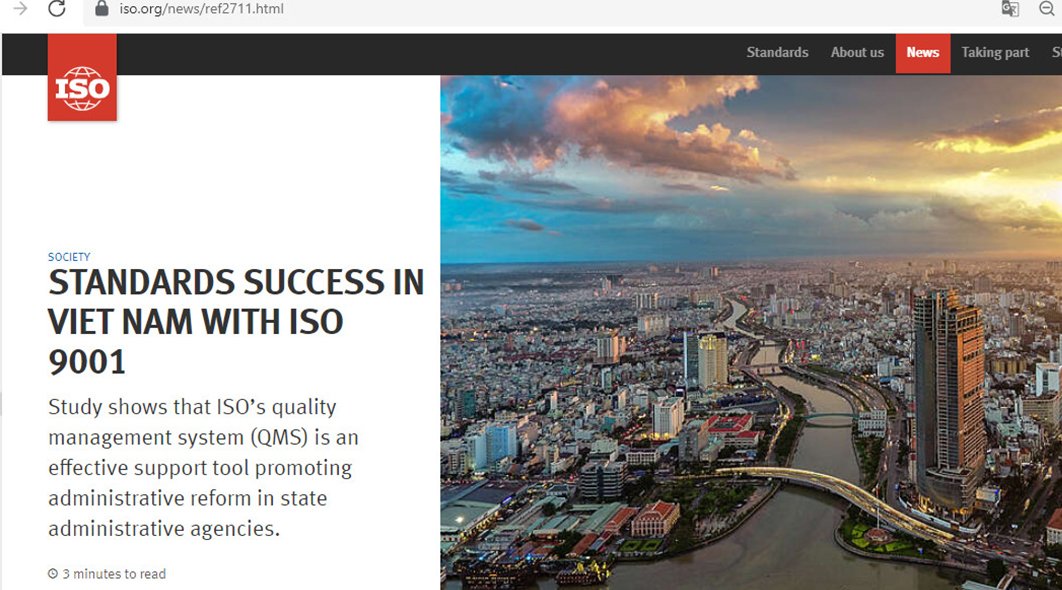 iso.org/news/ref2711.html
Standards About us News Taking part
ISO
SOCIETY
STANDARDS SUCCESS IN
VIET NAM WITH ISO
9001
Study shows that ISO’s quality
management system (QMS) is an
effective support tool promoting
administrative reform in state
administrative agencies.
3 minutes to read